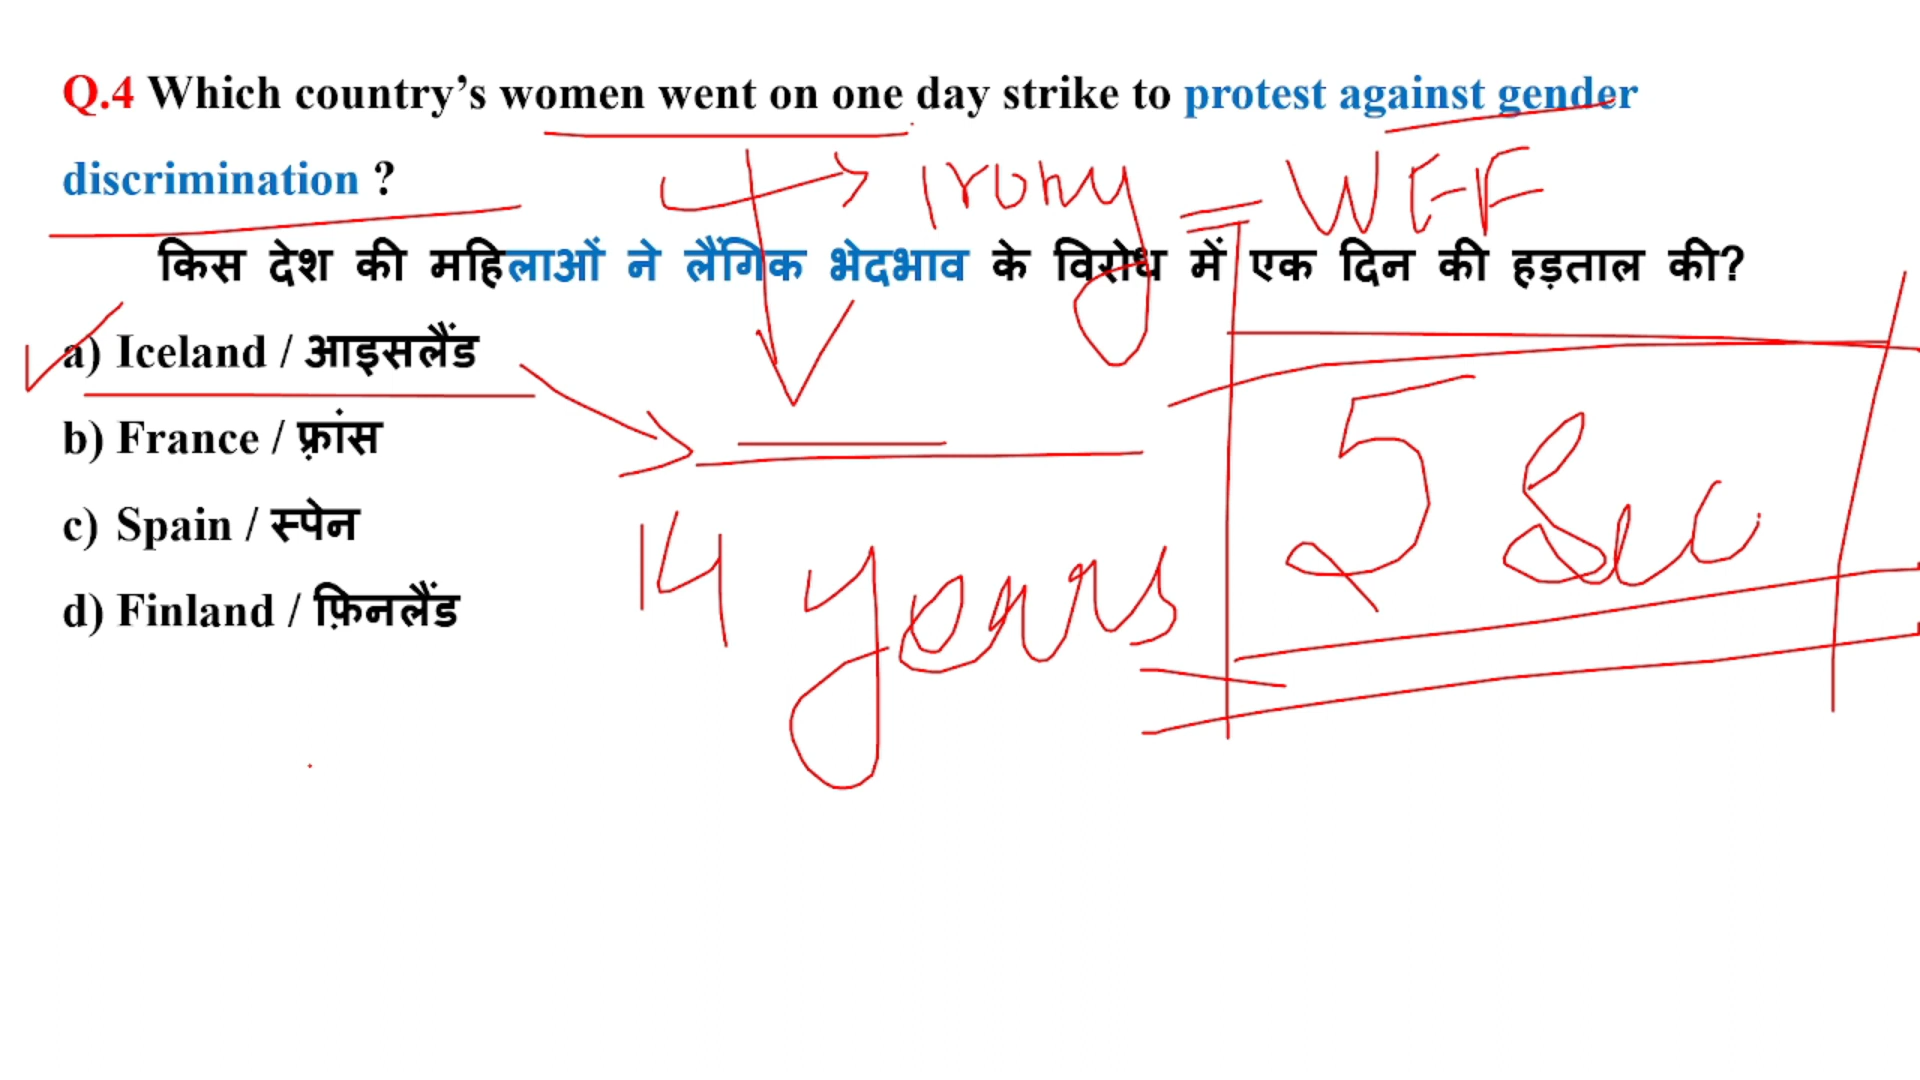 Q.4 Which country’s women went on one day strike to protest against gender
discrimination ?
Irony = WEF
किस देश की महिलाओं ने लैंगिक भेदभाव के विरोध में एक दिन की हड़ताल की?
a) Iceland / आइसलैंड
b) France / फ़्रांस
c) Spain / स्पेन
d) Finland / फ़िनलैंड
14 years
5 Sec